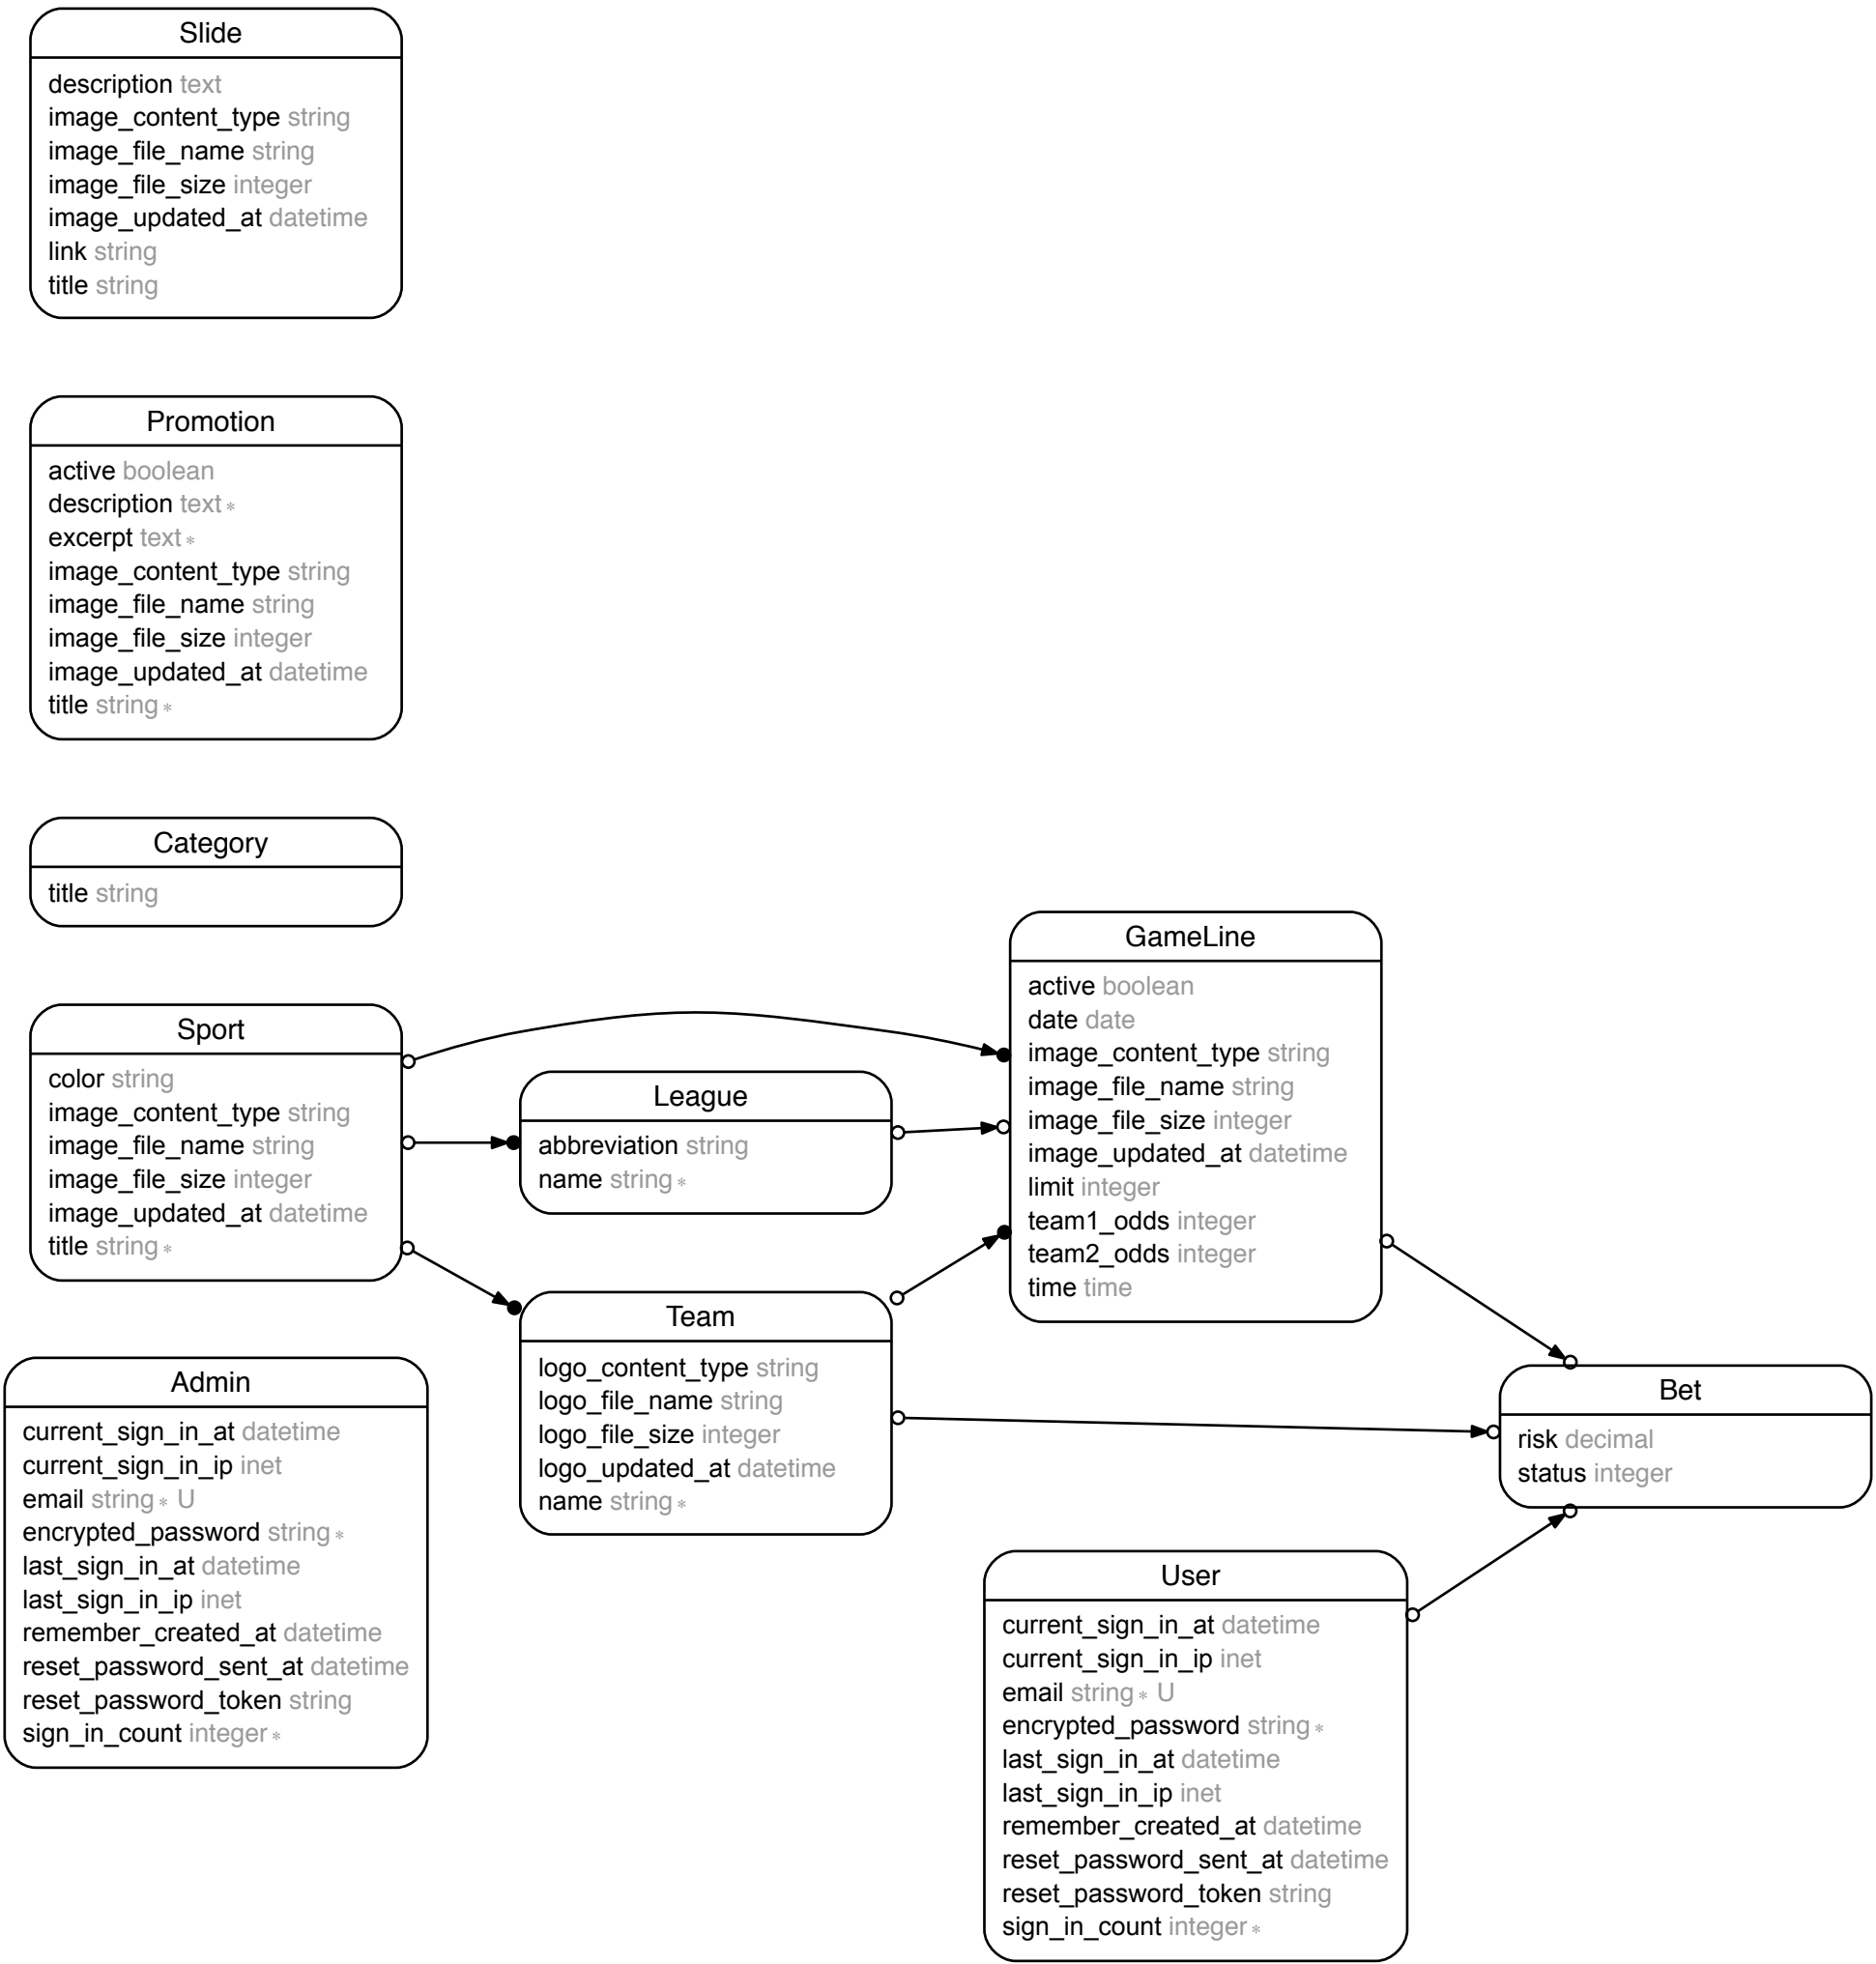 Slide
description text
image_content_type string
image_file_name string
image_file_size integer
image_updated_at datetime
link string
title string
Promotion
active boolean
description text *
excerpt text *
image_content_type string
image_file_name string
image_file_size integer
image_updated_at datetime
title string *
Category
title string
Sport
color string
image_content_type string
image_file_name string
image_file_size integer
image_updated_at datetime
title string *
League
abbreviation string
name string *
GameLine
active boolean
date date
image_content_type string
image_file_name string
image_file_size integer
image_updated_at datetime
limit integer
team1_odds integer
team2_odds integer
time time
Team
logo_content_type string
logo_file_name string
logo_file_size integer
logo_updated_at datetime
name string *
Bet
risk decimal
status integer
Admin
current_sign_in_at datetime
current_sign_in_ip inet
email string * U
encrypted_password string *
last_sign_in_at datetime
last_sign_in_ip inet
remember_created_at datetime
reset_password_sent_at datetime
reset_password_token string
sign_in_count integer *
User
current_sign_in_at datetime
current_sign_in_ip inet
email string * U
encrypted_password string *
last_sign_in_at datetime
last_sign_in_ip inet
remember_created_at datetime
reset_password_sent_at datetime
reset_password_token string
sign_in_count integer *